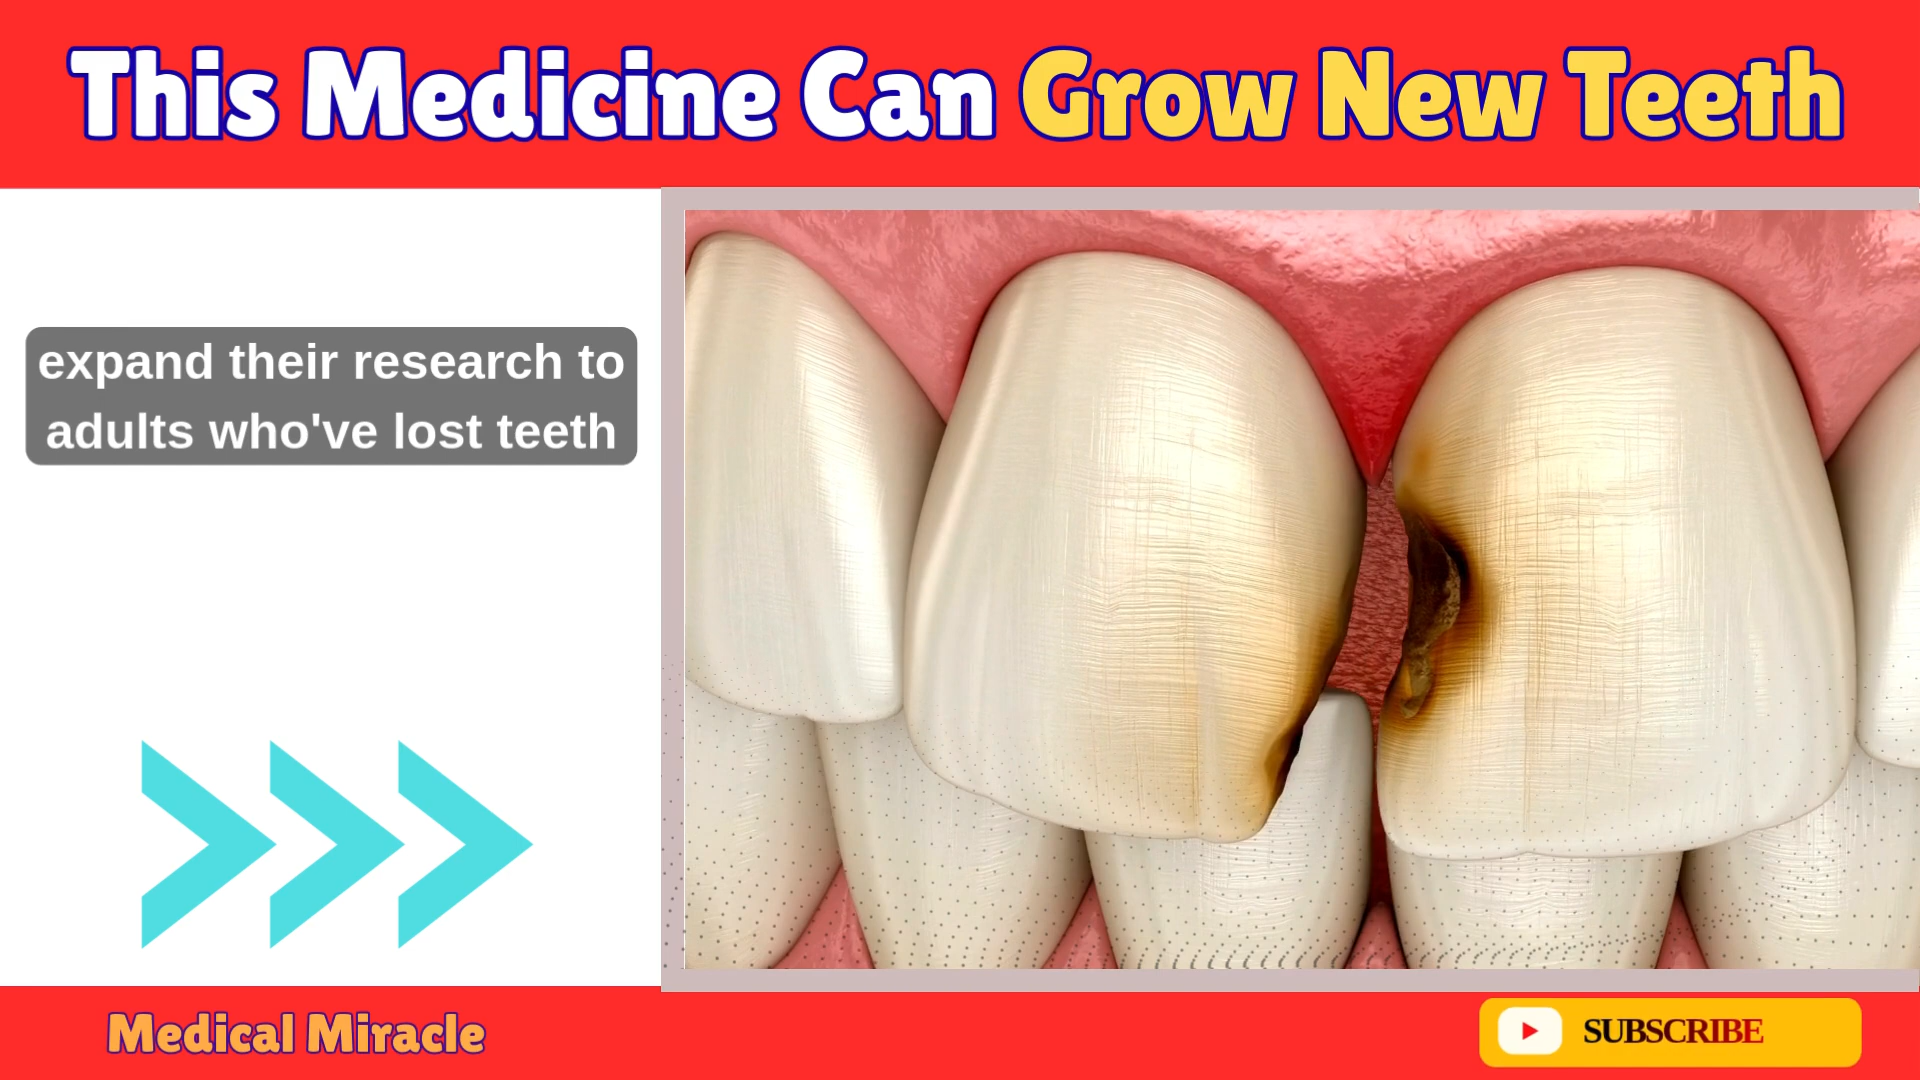 This Medicine Can Grow New Teeth
expand their research to
adults who've lost teeth
Medical Miracle
SUBSCRIBE